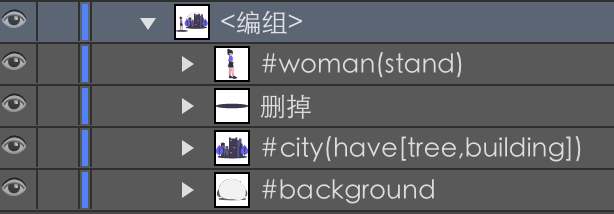 <编组>
#woman(stand)
删掉
#city(have[tree,building])
#background